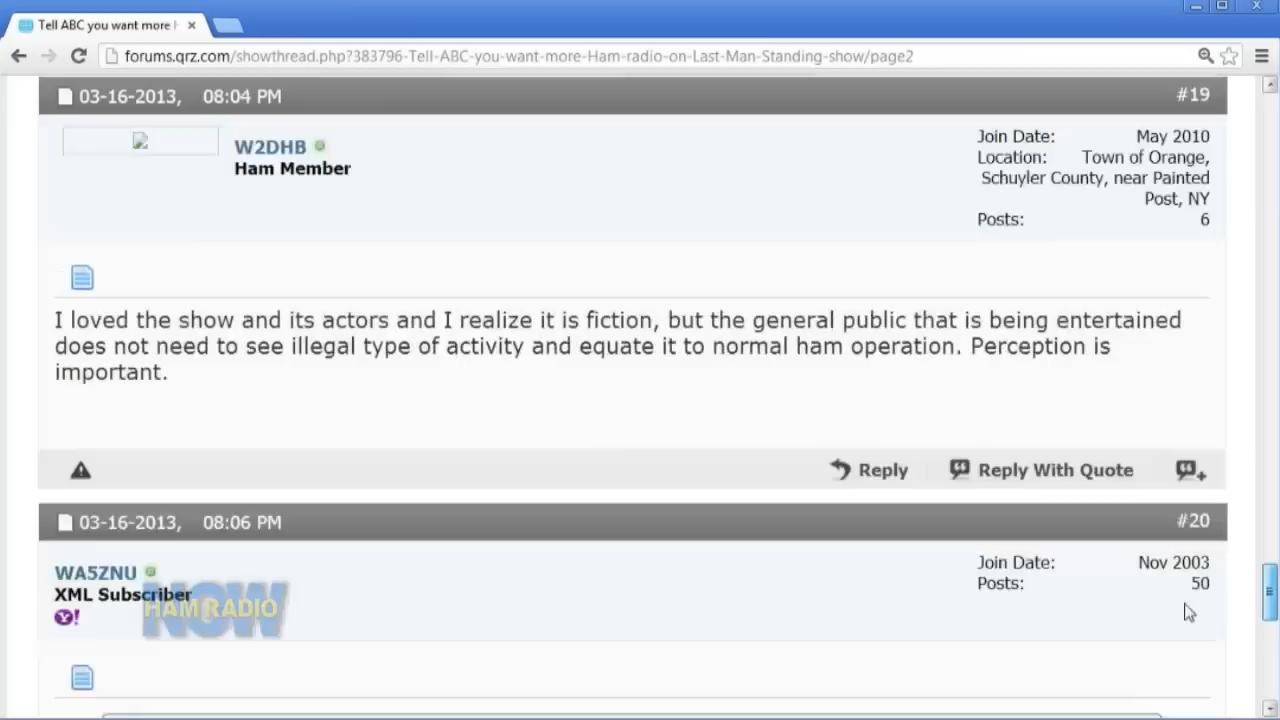 Tell ABC you want more
forums.qrz.com/showthread.php?383796-Tell-ABC-you-want-more-Ham-radio-on-Last-Man-Standing-show/page2
03-16-2013, 08:04 PM #19
W2DHB
Ham Member
Join Date: May 2010
Location: Town of Orange,
Schuyler County, near Painted
Post, NY
Posts: 6
I loved the show and its actors and I realize it is fiction, but the general public that is being entertained
does not need to see illegal type of activity and equate it to normal ham operation. Perception is
important.
Reply Reply With Quote
03-16-2013, 08:06 PM #20
WA5ZNU
XML Subscriber
Y!
Join Date: Nov 2003
Posts: 50
NOW
HAM RADIO